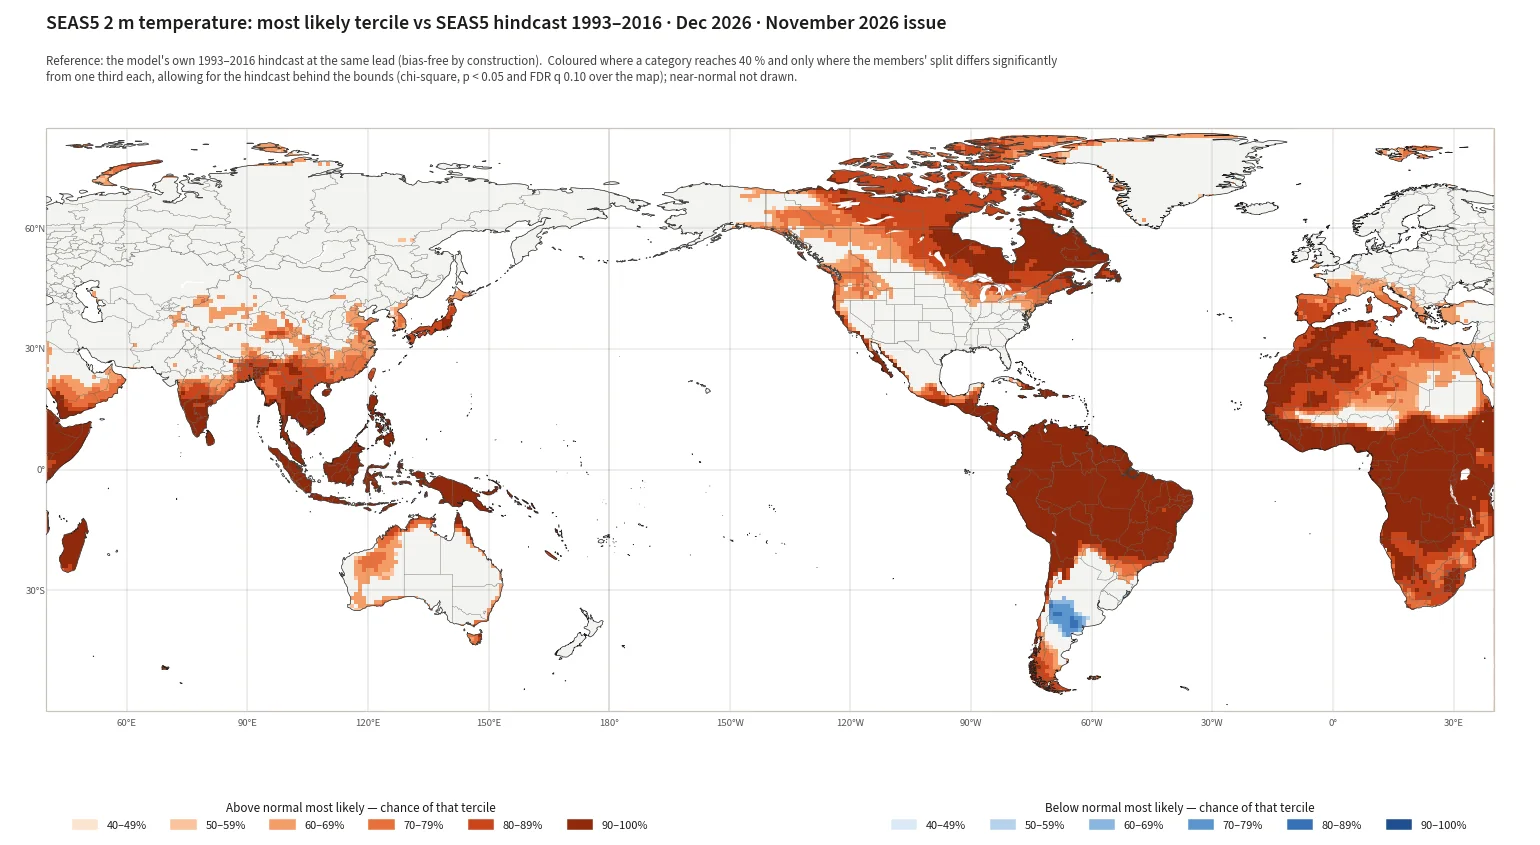 SEAS5 2 m temperature: most likely tercile vs SEAS5 hindcast 1993–2016 · Dec 2026 · November 2026 issue
Reference: the model's own 1993–2016 hindcast at the same lead (bias-free by construction).  Coloured where a category reaches 40 % and only where the members' split differs significantly
from one third each, allowing for the hindcast behind the bounds (chi-square, p < 0.05 and FDR q 0.10 over the map); near-normal not drawn.
60°N
30°N
0°
30°S
60°E 90°E 120°E 150°E 180° 150°W 120°W 90°W 60°W 30°W 0° 30°E
Above normal most likely — chance of that tercile
40–49% 50–59% 60–69% 70–79% 80–89% 90–100%
Below normal most likely — chance of that tercile
40–49% 50–59% 60–69% 70–79% 80–89% 90–100%